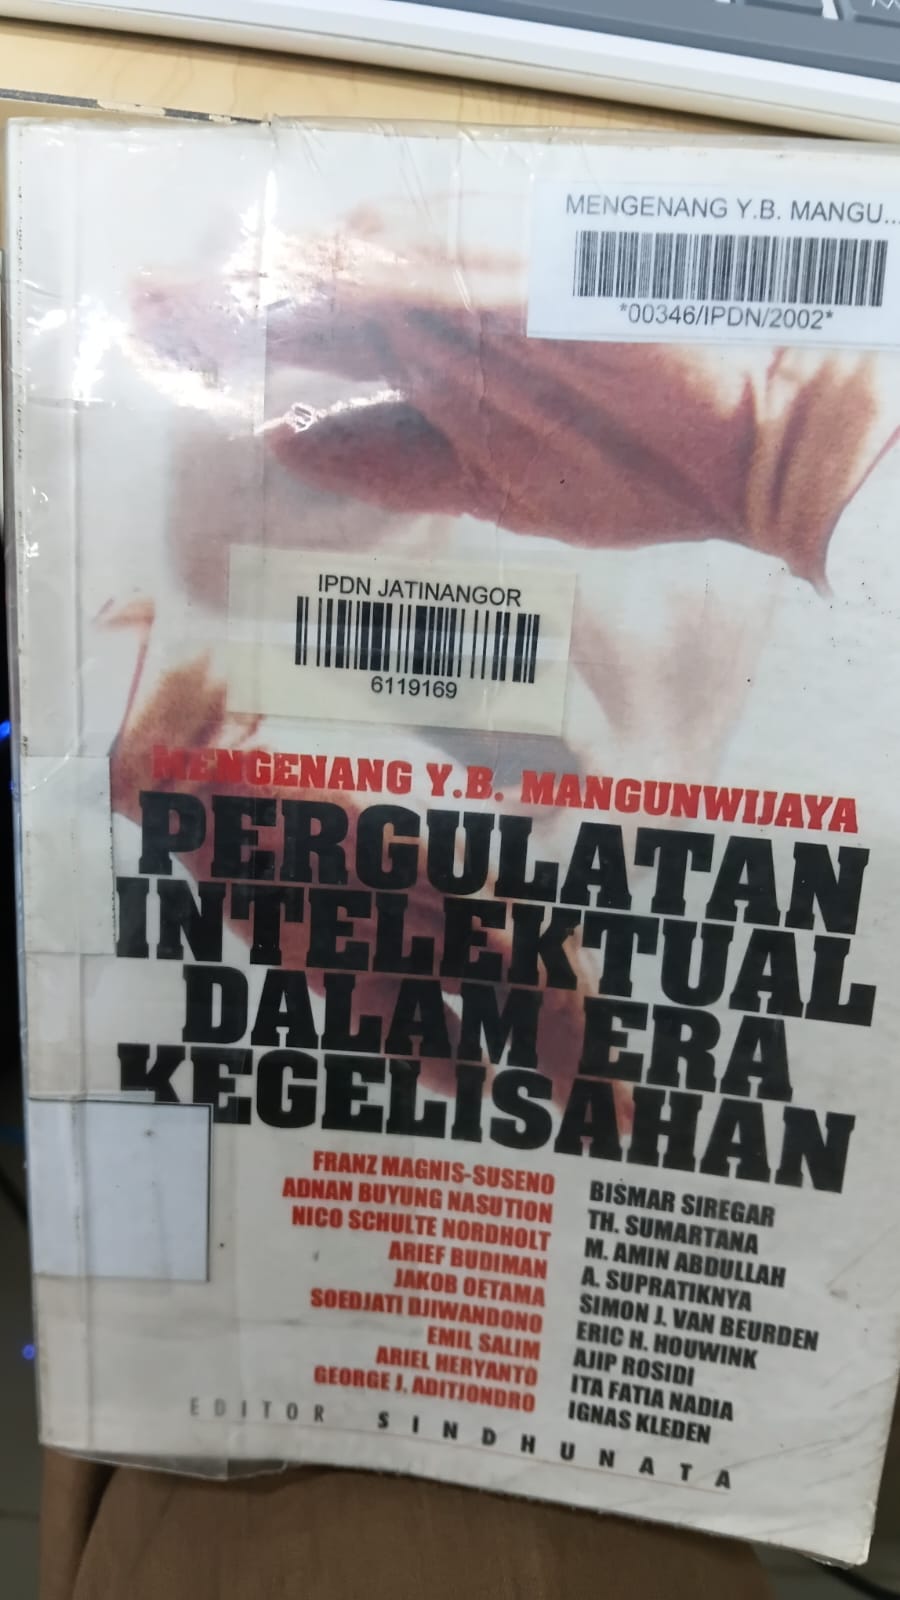 MENGENANG Y.B. MANGU...
*00346/IPDN/2002*
IPDN JATINANGOR
6119169
MENGENANG Y.B. MANGUNWIJAYA
PERGULATAN
INTELEKTUAL
DALAM ERA
KEGELISAHAN
FRANZ MAGNIS-SUSENO
ADNAN BUYUNG NASUTION
NICO SCHULTE NORDHOLT
ARIEF BUDIMAN
JAKOB OETAMA
SOEDJATI DJIWANDONO
EMIL SALIM
ARIEL HERYANTO
GEORGE J. ADITJONDRO
BISMAR SIREGAR
TH. SUMARTANA
M. AMIN ABDULLAH
A. SUPRATIKNYA
SIMON J. VAN BEURDEN
ERIC H. HOUWINK
AJIP ROSIDI
ITA FATIA NADIA
IGNAS KLEDEN
EDITOR SINDHUNATA